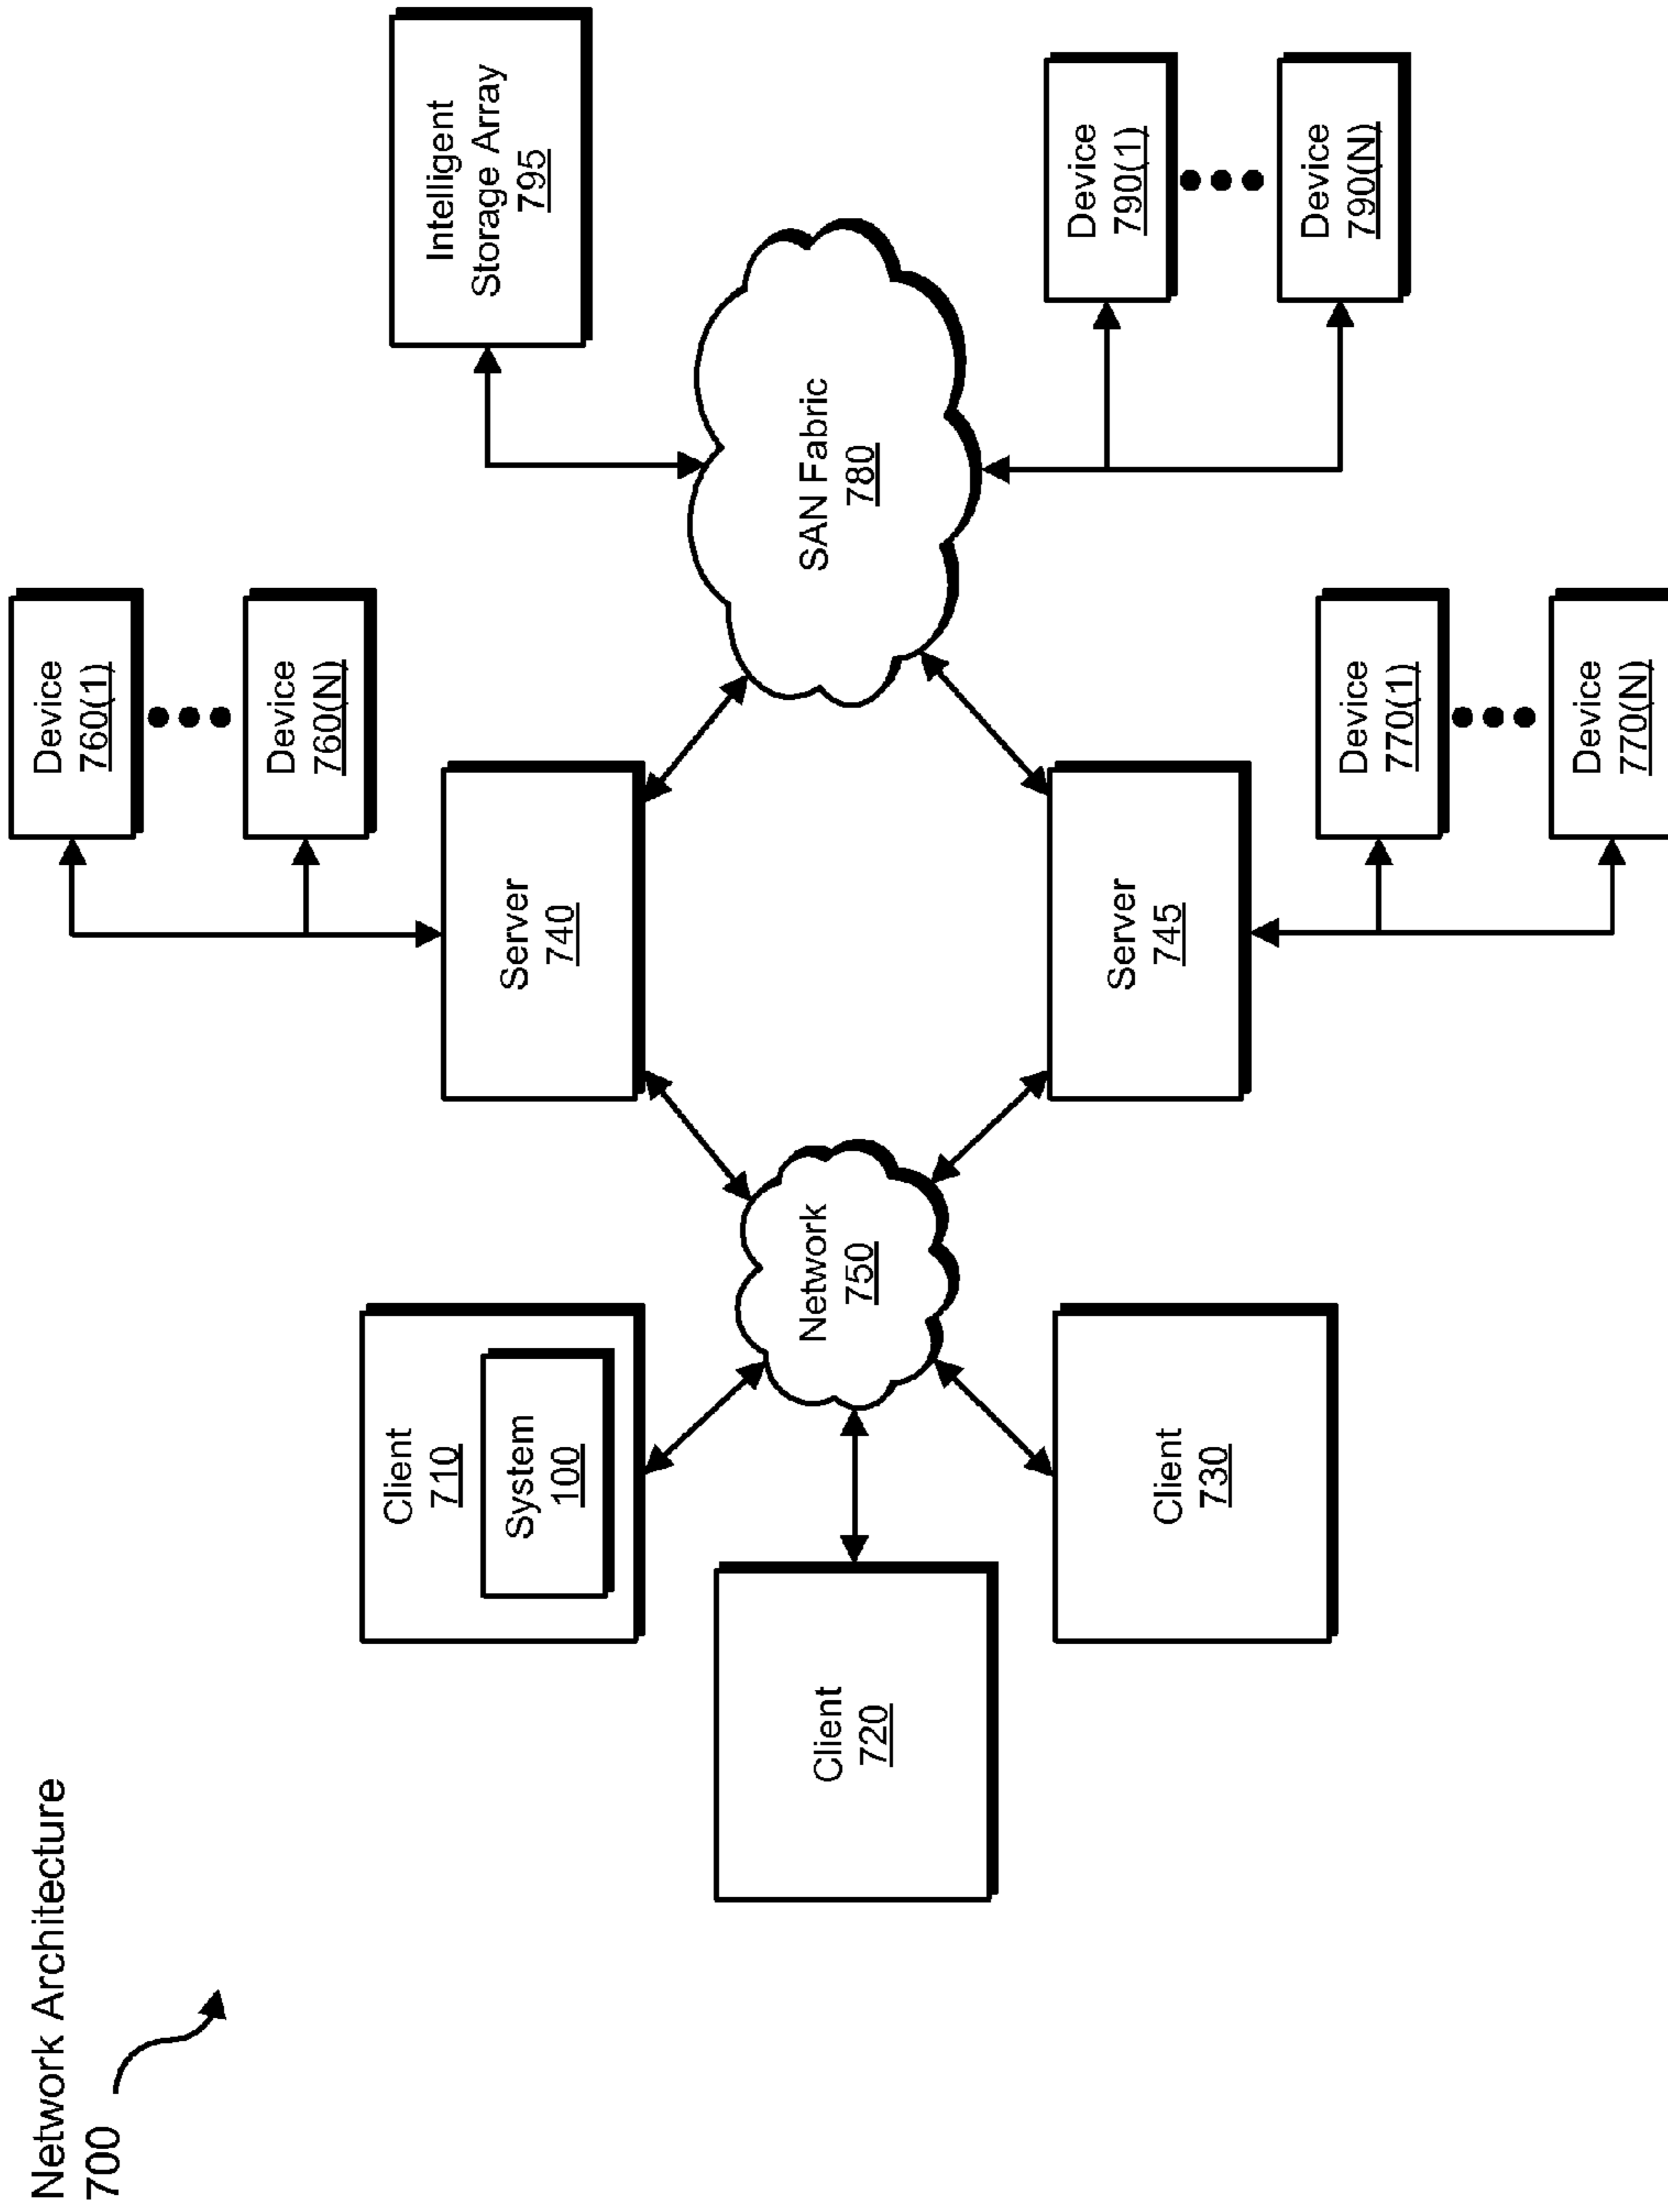 Network Architecture
700
Client
710
System
100
Client
720
Client
730
Network
750
Server
740
Server
745
Device
760(1)
Device
760(N)
Device
770(1)
Device
770(N)
SAN Fabric
780
Intelligent
Storage Array
795
Device
790(1)
Device
790(N)